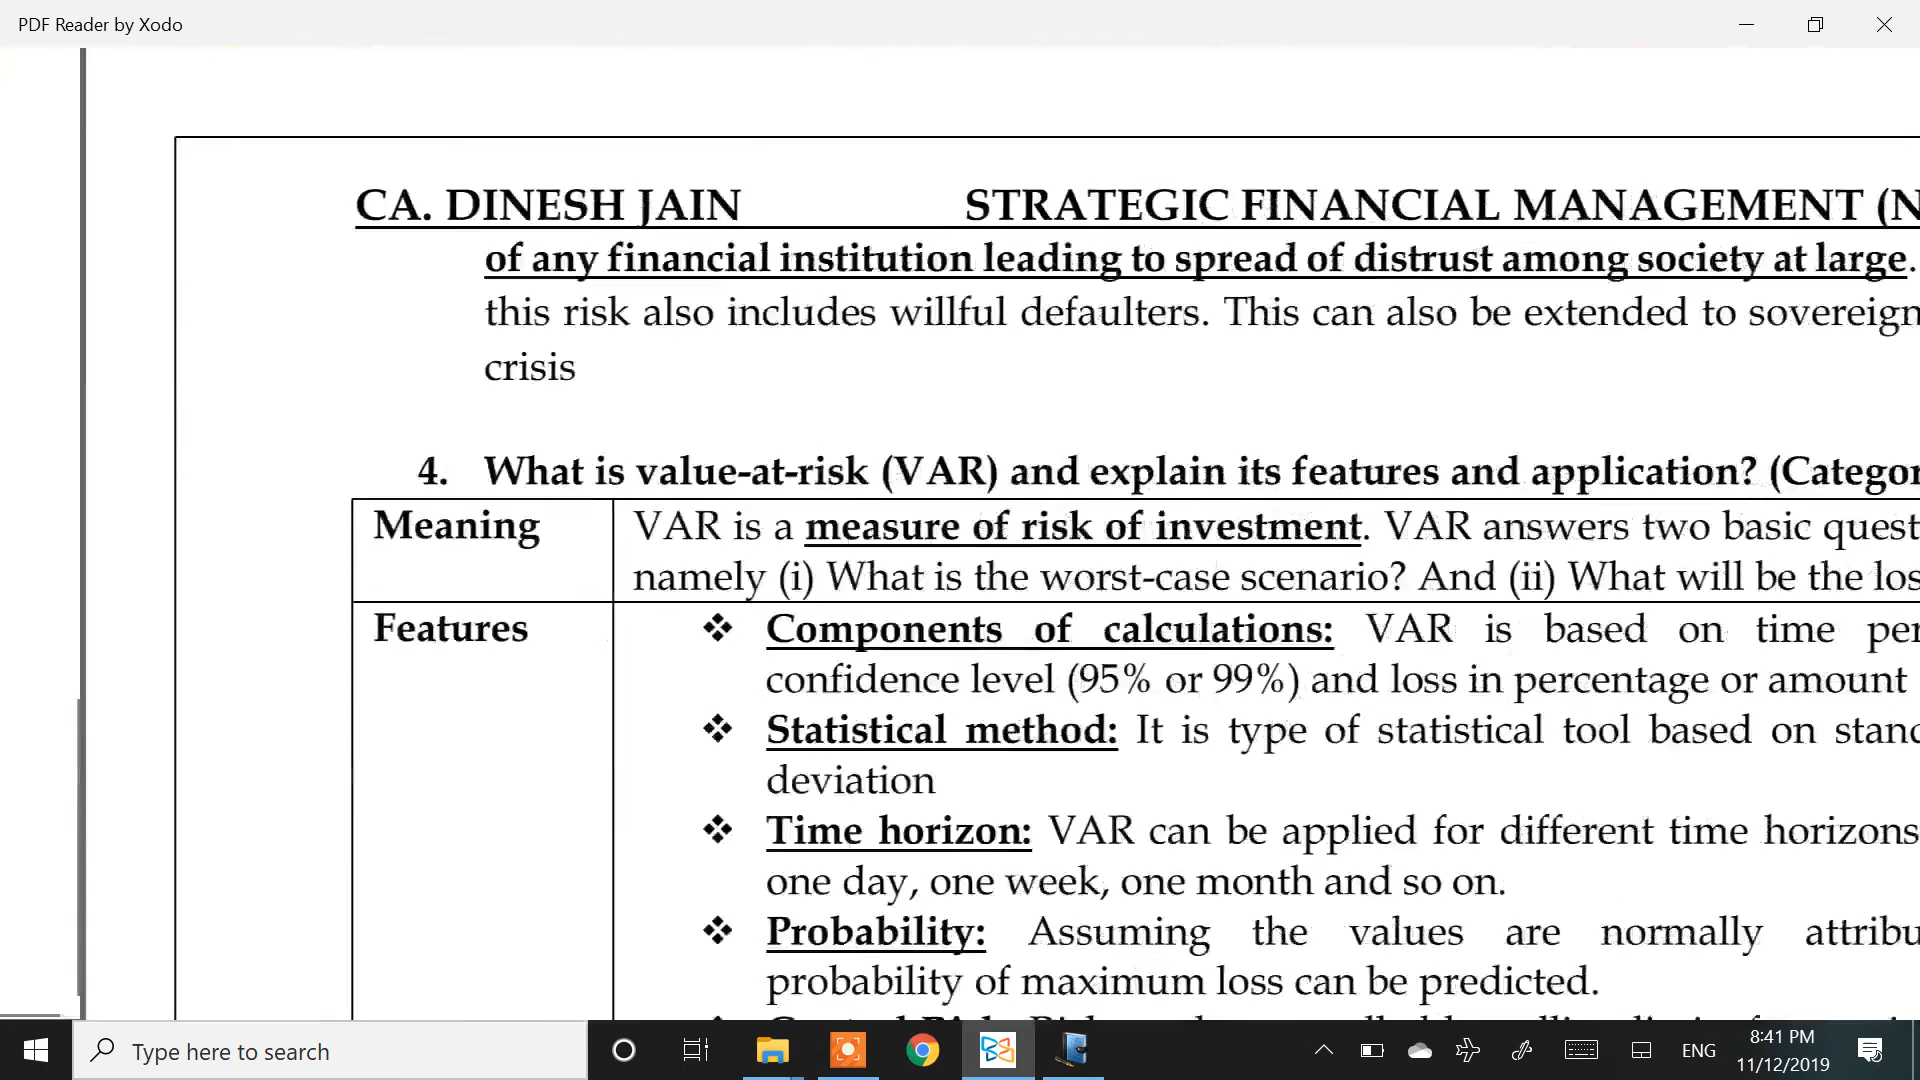 PDF Reader by Xodo
CA. DINESH JAIN STRATEGIC FINANCIAL MANAGEMENT (N
of any financial institution leading to spread of distrust among society at large.
this risk also includes willful defaulters. This can also be extended to sovereign
crisis
4. What is value-at-risk (VAR) and explain its features and application? (Categor
Meaning VAR is a measure of risk of investment. VAR answers two basic quest
namely (i) What is the worst-case scenario? And (ii) What will be the los
Features ❖ Components of calculations: VAR is based on time per
confidence level (95% or 99%) and loss in percentage or amount
❖ Statistical method: It is type of statistical tool based on stand
deviation
❖ Time horizon: VAR can be applied for different time horizons
one day, one week, one month and so on.
❖ Probability: Assuming the values are normally attribu
probability of maximum loss can be predicted.
Type here to search
ENG
8:41 PM
11/12/2019